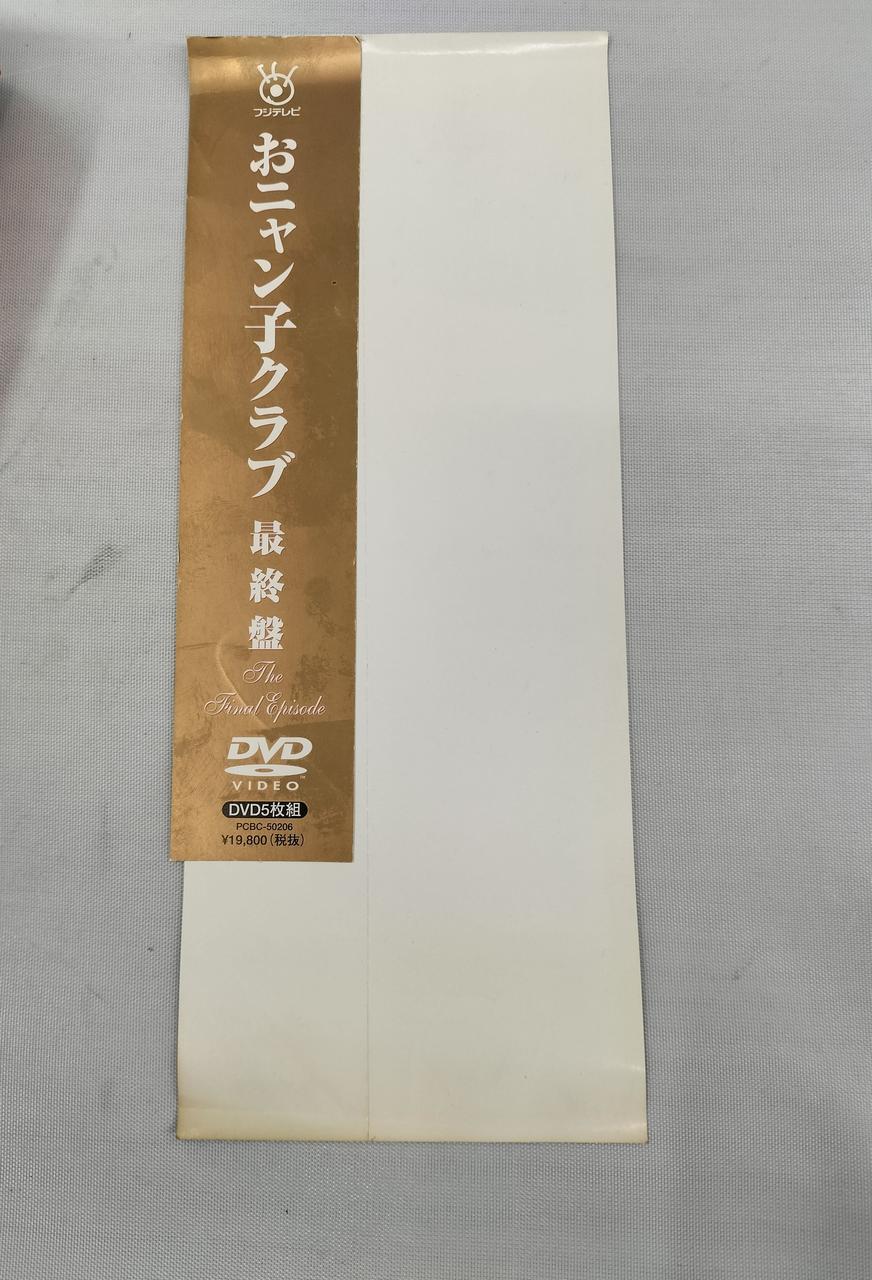 フジテレビ
おニャン子クラブ
最終盤
The
Final Episode
DVD
VIDEO™
DVD5枚組
PCBC-50206
¥19,800(税抜)